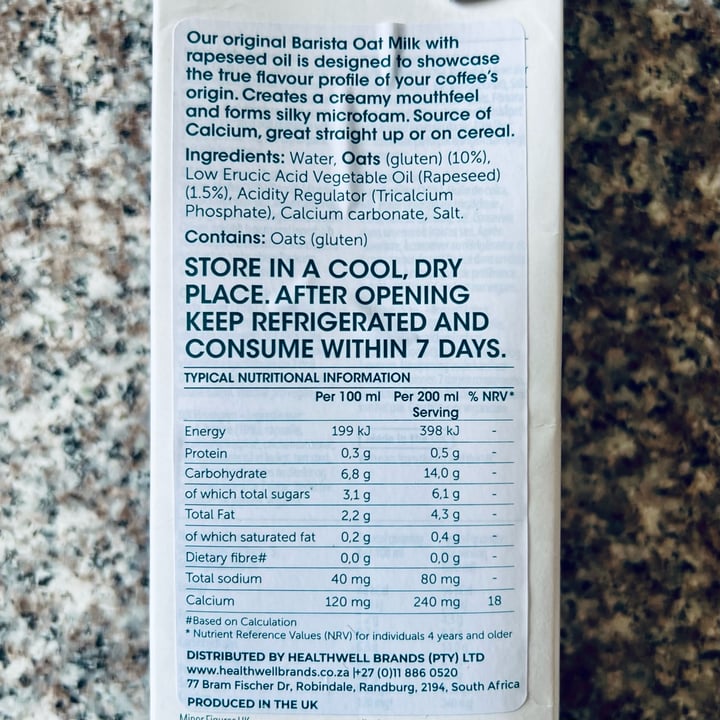 Our original Barista Oat Milk with
rapeseed oil is designed to showcase
the true flavour profile of your coffee's
origin. Creates a creamy mouthfeel
and forms silky microfoam. Source of
Calcium, great straight up or on cereal.
Ingredients: Water, Oats (gluten) (10%),
Low Erucic Acid Vegetable Oil (Rapeseed)
(1.5%), Acidity Regulator (Tricalcium
Phosphate), Calcium carbonate, Salt.
Contains: Oats (gluten)
STORE IN A COOL, DRY
PLACE. AFTER OPENING
KEEP REFRIGERATED AND
CONSUME WITHIN 7 DAYS.
TYPICAL NUTRITIONAL INFORMATION
Per 100 ml Per 200 ml % NRV*
Serving
Energy 199 kJ 398 kJ -
Protein 0,3 g 0,5 g -
Carbohydrate 6,8 g 14,0 g -
of which total sugars 3,1 g 6,1 g -
Total Fat 2,2 g 4,3 g -
of which saturated fat 0,2 g 0,4 g -
Dietary fibre# 0,0 g 0,0 g -
Total sodium 40 mg 80 mg -
Calcium 120 mg 240 mg 18
#Based on Calculation
* Nutrient Reference Values (NRV) for individuals 4 years and older
DISTRIBUTED BY HEALTHWELL BRANDS (PTY) LTD
www.healthwellbrands.co.za |+27 (0)11 886 0520
77 Bram Fischer Dr, Robindale, Randburg, 2194, South Africa
PRODUCED IN THE UK
Minor Figures UK